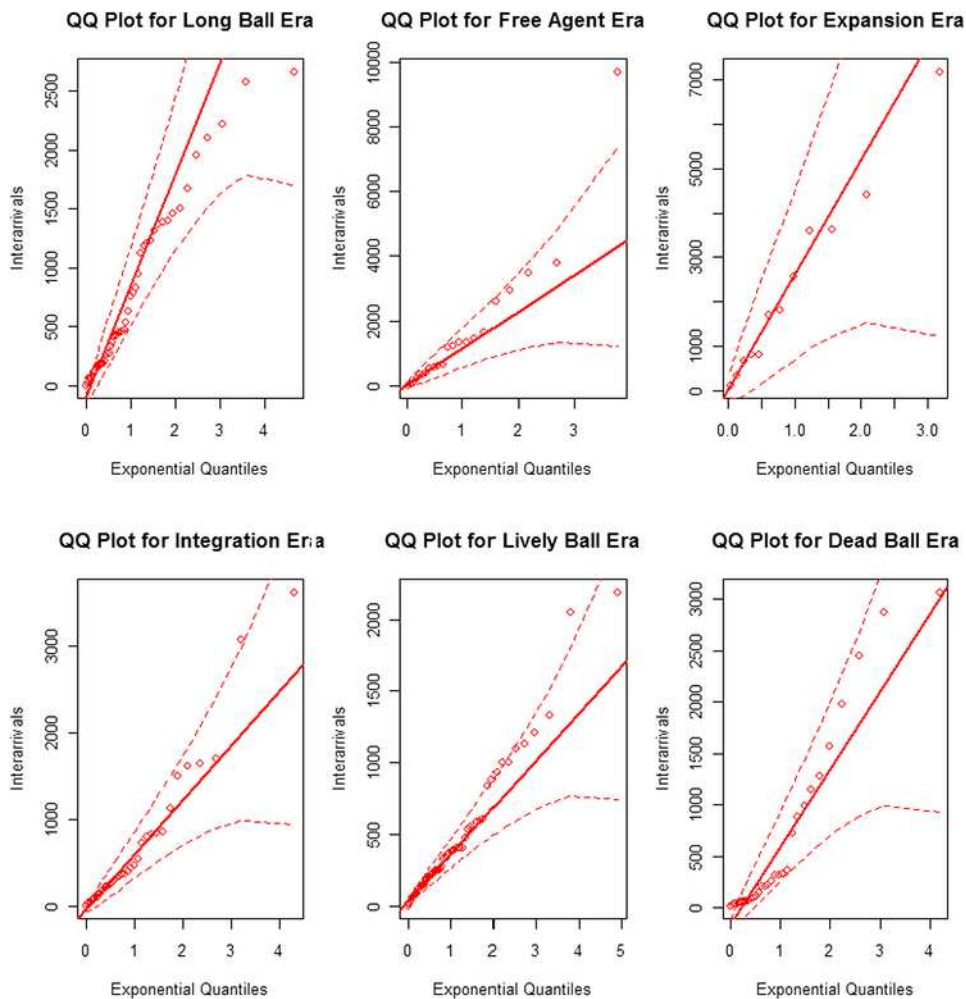 QQ Plot for Long Ball Era
QQ Plot for Free Agent Era
QQ Plot for Expansion Era
Interarrivals
0 500 1000 1500 2000 2500
0 1 2 3 4
Exponential Quantiles
Interarrivals
0 2000 4000 6000 8000 10000
0 1 2 3
Exponential Quantiles
Interarrivals
0 1000 3000 5000 7000
0.0 1.0 2.0 3.0
Exponential Quantiles
QQ Plot for Integration Era
QQ Plot for Lively Ball Era
QQ Plot for Dead Ball Era
Interarrivals
0 1000 2000 3000
0 1 2 3 4
Exponential Quantiles
Interarrivals
0 500 1000 1500 2000
0 1 2 3 4 5
Exponential Quantiles
Interarrivals
0 500 1000 1500 2000 2500 3000
0 1 2 3 4
Exponential Quantiles